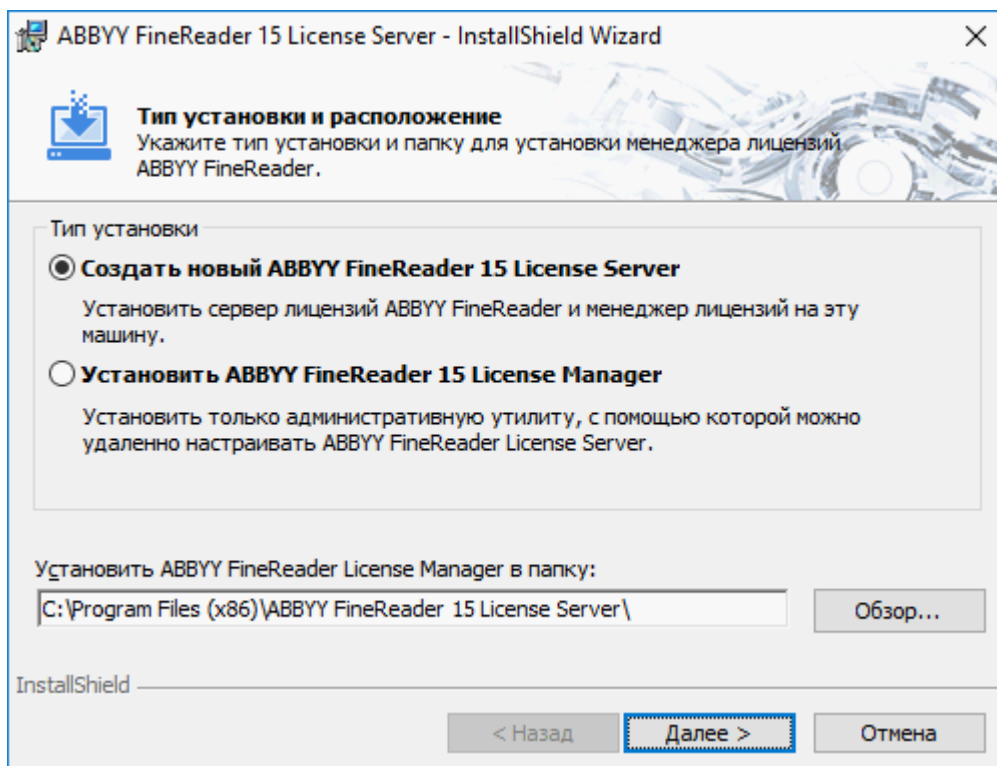 ABBYY FineReader 15 License Server - InstallShield Wizard
Тип установки и расположение
Укажите тип установки и папку для установки менеджера лицензий
ABBYY FineReader.
Тип установки
Создать новый ABBYY FineReader 15 License Server
Установить сервер лицензий ABBYY FineReader и менеджер лицензий на эту
машину.
Установить ABBYY FineReader 15 License Manager
Установить только административную утилиту, с помощью которой можно
удаленно настраивать ABBYY FineReader License Server.
Установить ABBYY FineReader License Manager в папку:
C:\Program Files (x86)\ABBYY FineReader 15 License Server\
Обзор...
InstallShield
< Назад
Далее >
Отмена